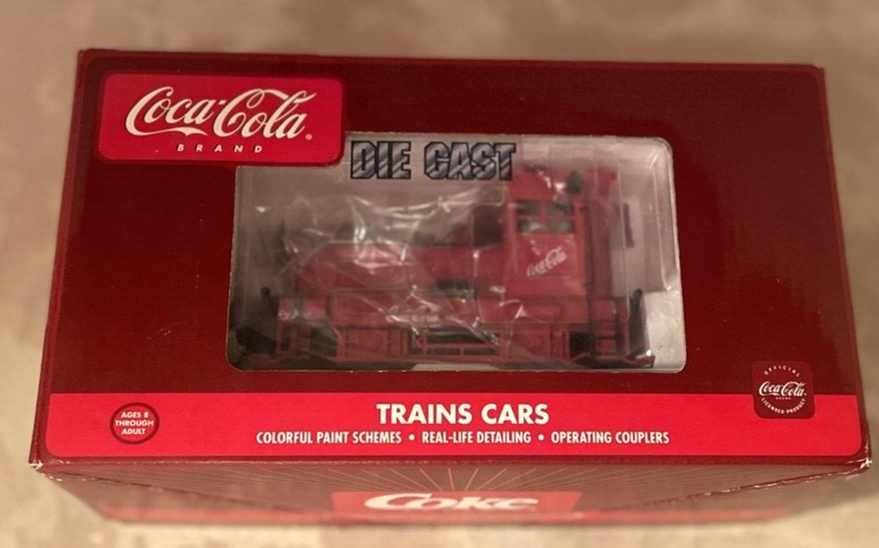 Coca-Cola
BRAND
DIE CAST
Coca-Cola
AGES 8
THROUGH
ADULT
TRAINS CARS
COLORFUL PAINT SCHEMES • REAL-LIFE DETAILING • OPERATING COUPLERS
OFFICIAL
Coca-Cola
LICENSED PRODUCT
Coke